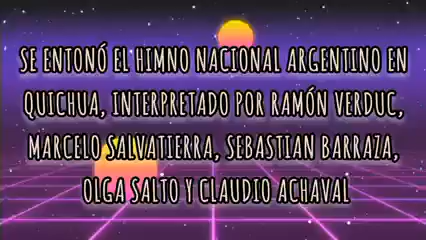 SE ENTONÓ EL HIMNO NACIONAL ARGENTINO EN
QUICHUA, INTERPRETADO POR RAMÓN VERDUC,
MARCELO SALVATIERRA, SEBASTIAN BARRAZA,
OLGA SALTO Y CLAUDIO ACHAVAL